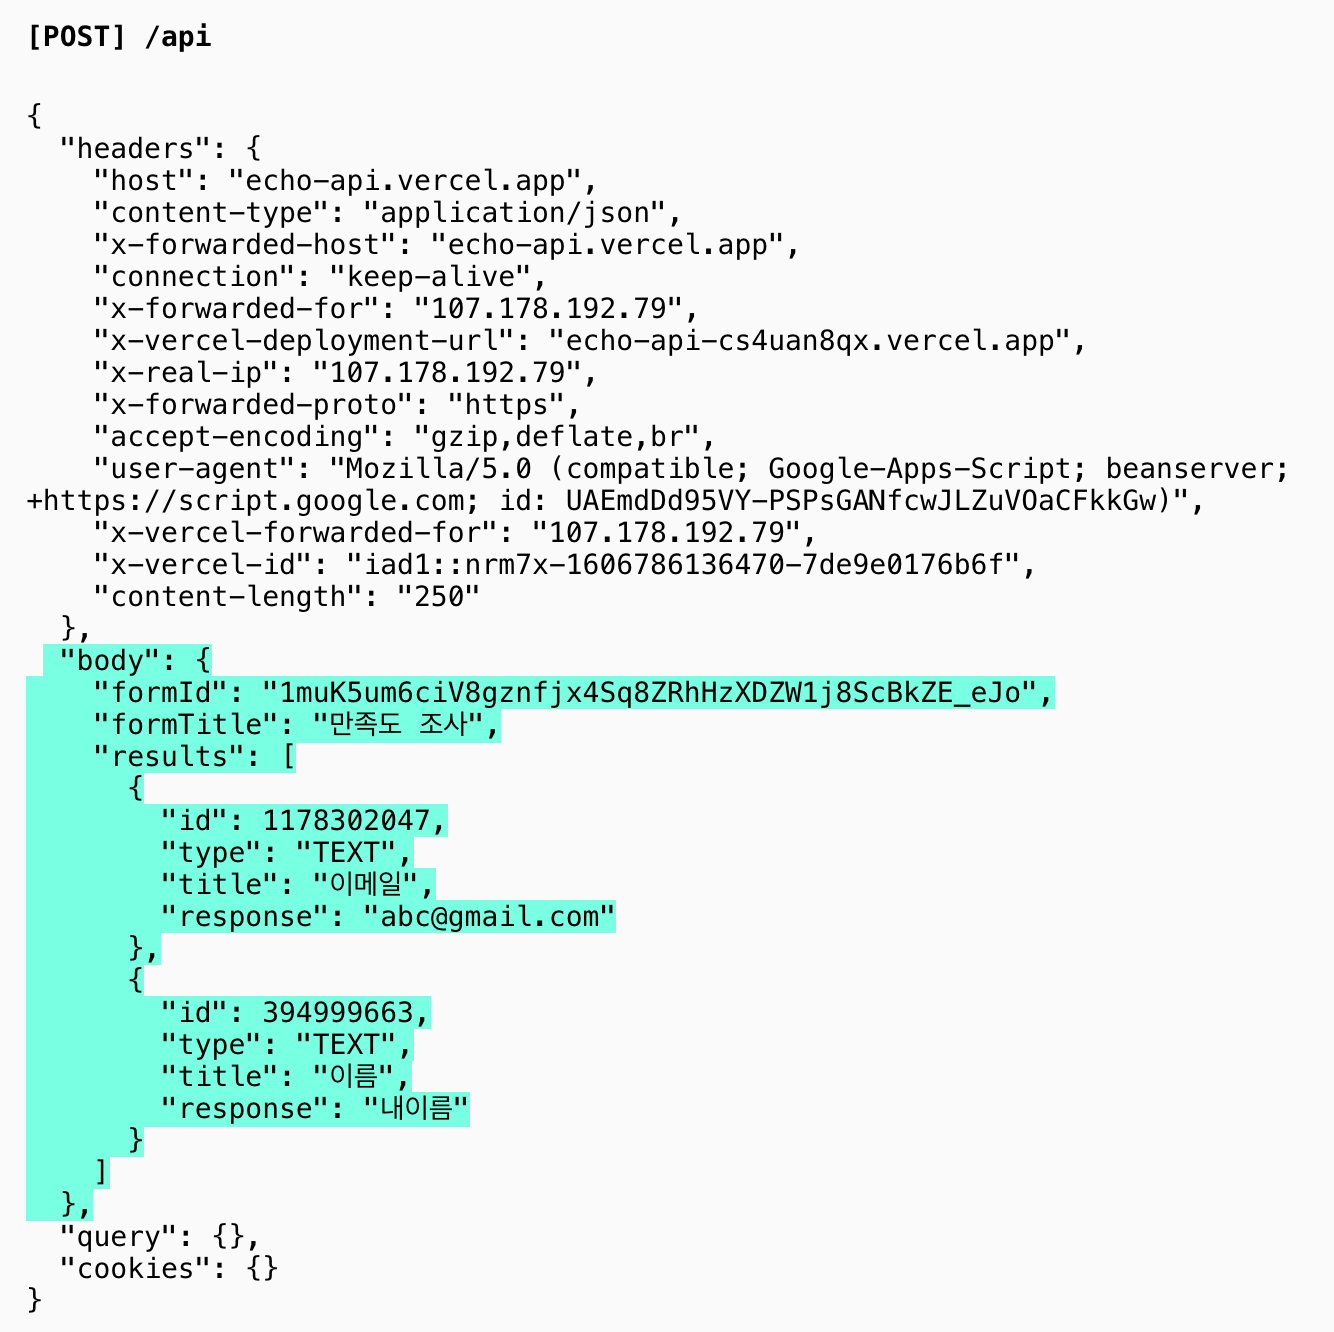 [POST] /api
{
  "headers": {
    "host": "echo-api.vercel.app",
    "content-type": "application/json",
    "x-forwarded-host": "echo-api.vercel.app",
    "connection": "keep-alive",
    "x-forwarded-for": "107.178.192.79",
    "x-vercel-deployment-url": "echo-api-cs4uan8qx.vercel.app",
    "x-real-ip": "107.178.192.79",
    "x-forwarded-proto": "https",
    "accept-encoding": "gzip,deflate,br",
    "user-agent": "Mozilla/5.0 (compatible; Google-Apps-Script; beanserver;
+https://script.google.com; id: UAEmdDd95VY-PSPsGANfcwJLZuVOaCFkkGw)",
    "x-vercel-forwarded-for": "107.178.192.79",
    "x-vercel-id": "iad1::nrm7x-1606786136470-7de9e0176b6f",
    "content-length": "250"
  },
  "body": {
    "formId": "1muK5um6ciV8gznfjx4Sq8ZRhHzXDZW1j8ScBkZE_eJo",
    "formTitle": "만족도 조사",
    "results": [
      {
        "id": 1178302047,
        "type": "TEXT",
        "title": "이메일",
        "response": "abc@gmail.com"
      },
      {
        "id": 394999663,
        "type": "TEXT",
        "title": "이름",
        "response": "내이름"
      }
    ]
  },
  "query": {},
  "cookies": {}
}